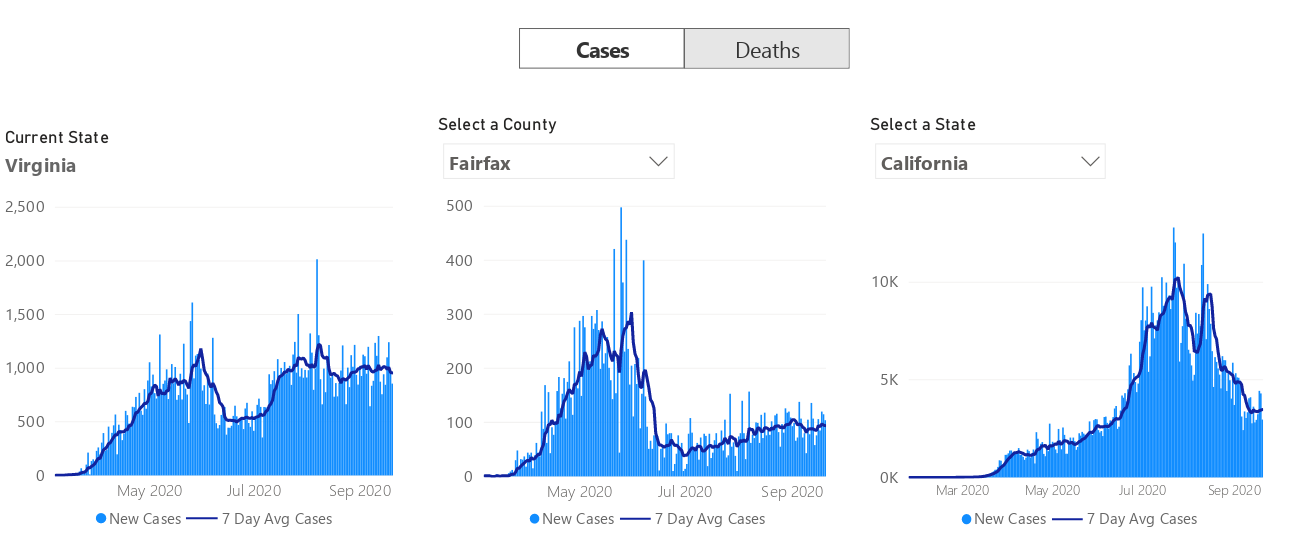 Cases Deaths
Current State
Virginia
2,500
2,000
1,500
1,000
500
0
May 2020 Jul 2020 Sep 2020
New Cases 7 Day Avg Cases
Select a County
Fairfax
500
400
300
200
100
0
May 2020 Jul 2020 Sep 2020
New Cases 7 Day Avg Cases
Select a State
California
10K
5K
0K
Mar 2020 May 2020 Jul 2020 Sep 2020
New Cases 7 Day Avg Cases